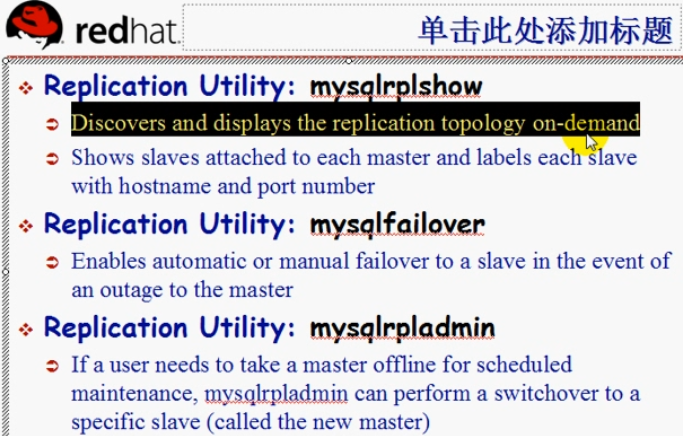 redhat.
单击此处添加标题
Replication Utility: mysqlrplshow
Discovers and displays the replication topology on-demand
Shows slaves attached to each master and labels each slave
with hostname and port number
Replication Utility: mysqlfailover
Enables automatic or manual failover to a slave in the event of
an outage to the master
Replication Utility: mysqlrpladmin
If a user needs to take a master offline for scheduled
maintenance, mysqlrpladmin can perform a switchover to a
specific slave (called the new master)